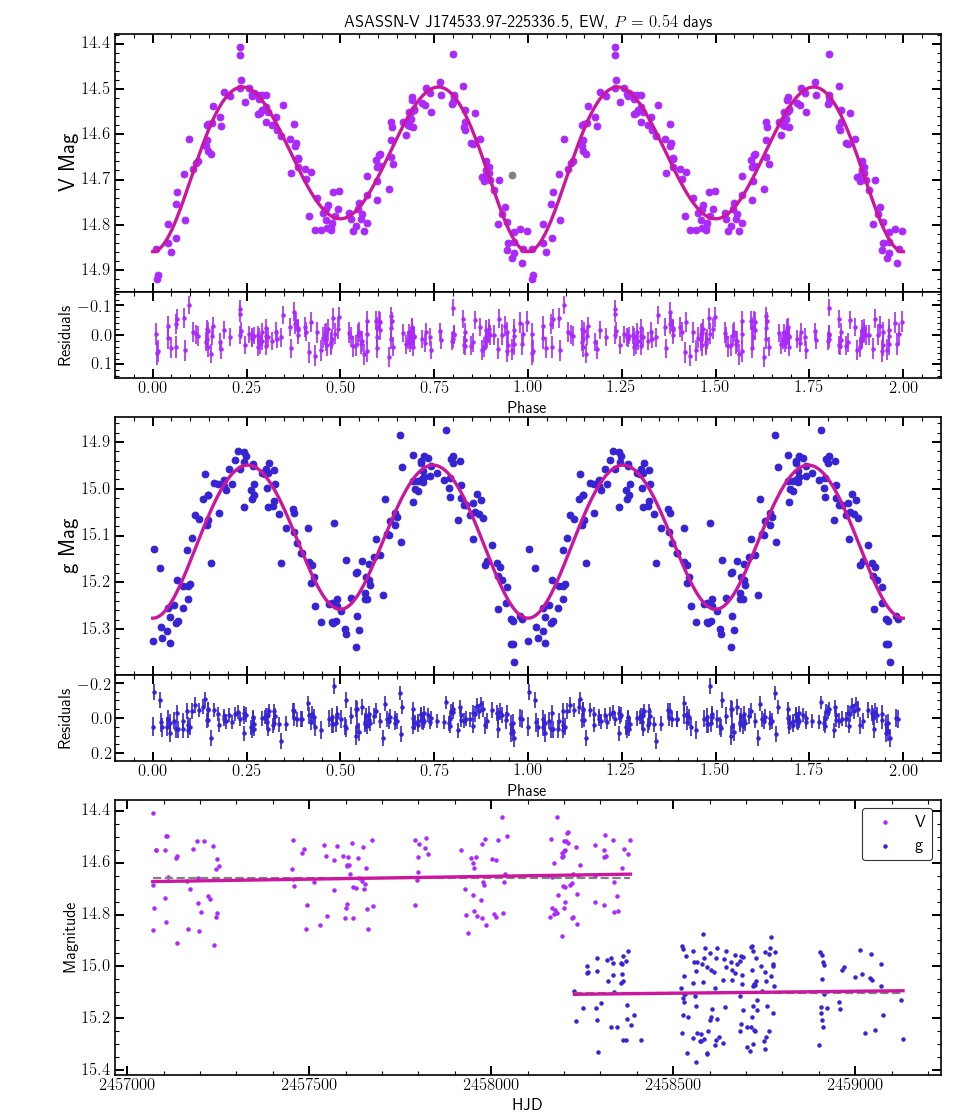 ASASSN-V J174533.97-225336.5, EW, P = 0.54 days
14.4
14.5
14.6
14.7
14.8
14.9
V Mag
−0.1
0.0
0.1
Residuals
0.00 0.25 0.50 0.75 1.00 1.25 1.50 1.75 2.00
Phase
14.9
15.0
15.1
15.2
15.3
g Mag
−0.2
0.0
0.2
Residuals
0.00 0.25 0.50 0.75 1.00 1.25 1.50 1.75 2.00
Phase
14.4
14.6
14.8
15.0
15.2
15.4
Magnitude
V
g
2457000 2457500 2458000 2458500 2459000
HJD